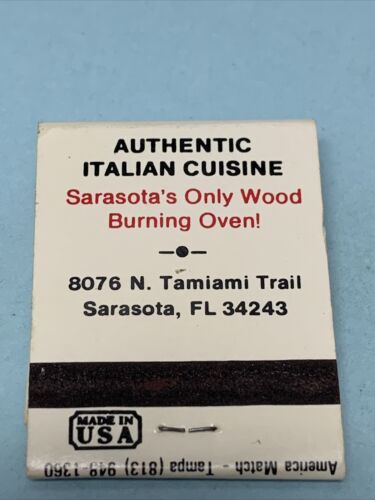 AUTHENTIC
ITALIAN CUISINE
Sarasota's Only Wood
Burning Oven!
8076 N. Tamiami Trail
Sarasota, FL 34243
MADE IN
USA
America Match - Tampa (813) 948-1360